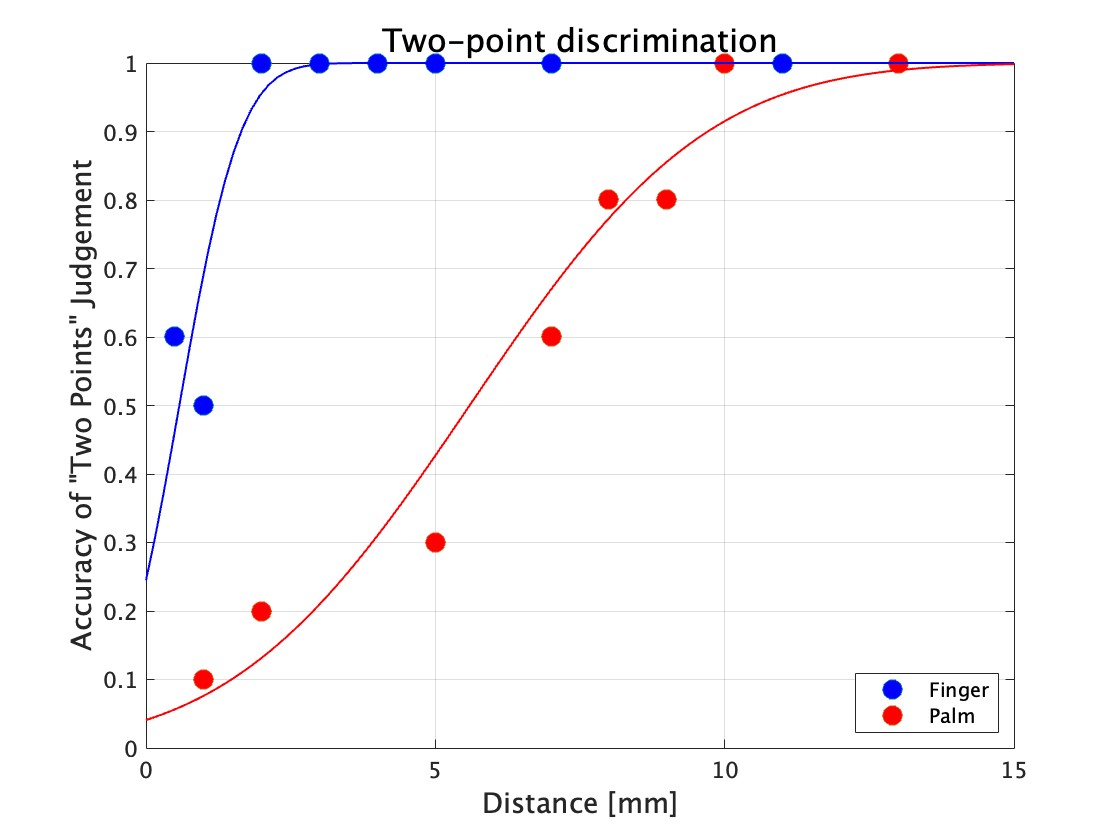 Two-point discrimination
Accuracy of "Two Points" Judgement
1
0.9
0.8
0.7
0.6
0.5
0.4
0.3
0.2
0.1
0
0 5 10 15
Distance [mm]
Finger
Palm